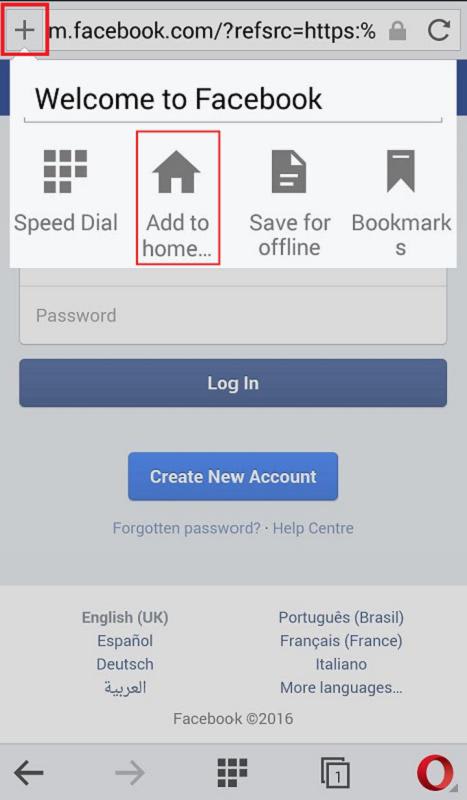 m.facebook.com/?refsrc=https:%
Welcome to Facebook
Speed Dial
Add to
home...
Save for
offline
Bookmark
s
Password
Log In
Create New Account
Forgotten password? · Help Centre
English (UK)
Português (Brasil)
Español
Français (France)
Deutsch
Italiano
العربية
More languages...
Facebook ©2016
1